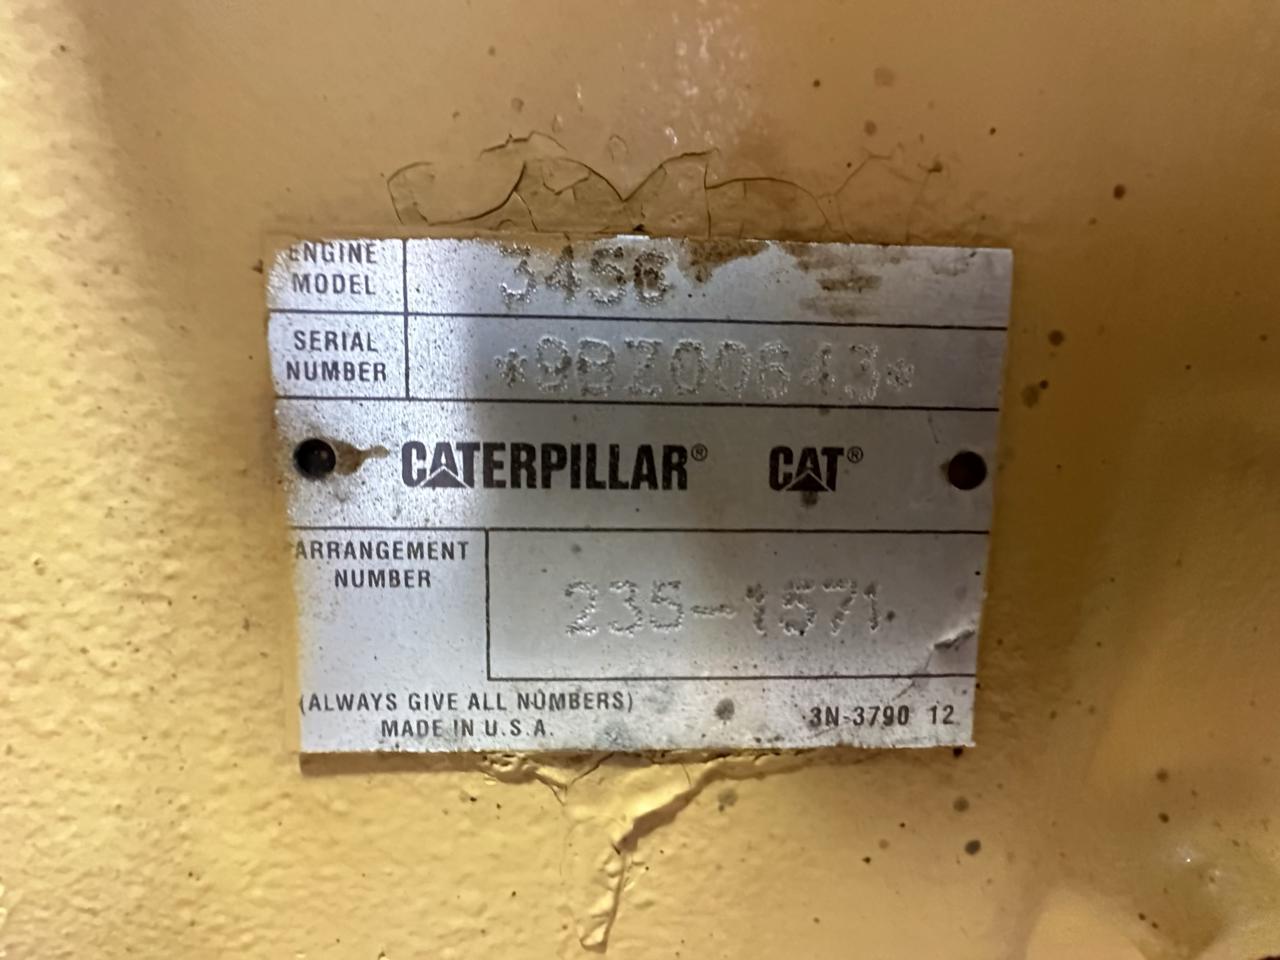 ENGINE MODEL 3456
SERIAL NUMBER *9BZ00643*
CATERPILLAR® CAT®
ARRANGEMENT NUMBER 235-1571
(ALWAYS GIVE ALL NUMBERS)
MADE IN U.S.A.
3N-3790 12